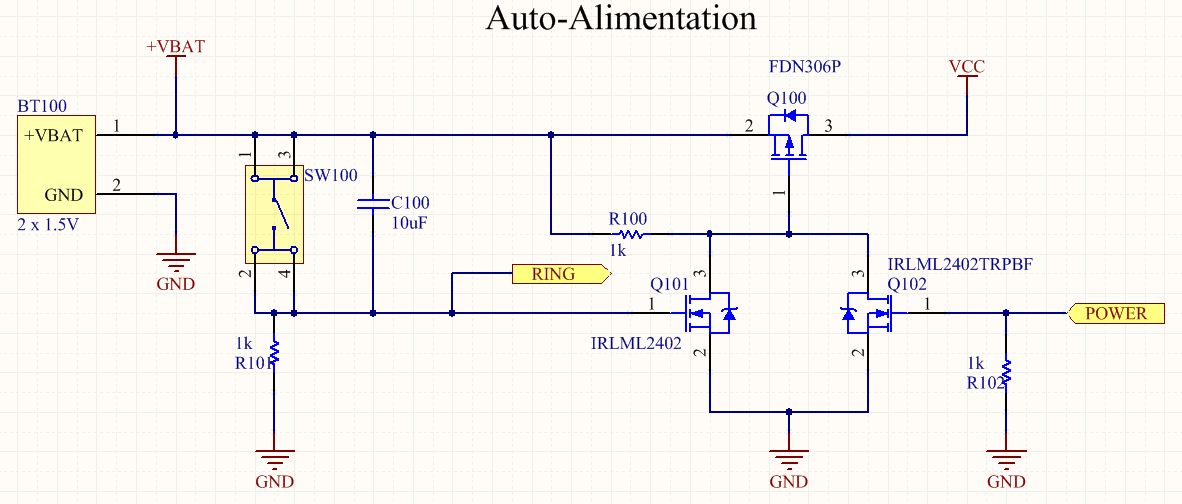 Auto-Alimentation
+VBAT
FDN306P
VCC
BT100
Q100
+VBAT
1
2
3
1
3
2
GND
SW100
1
C100
2 x 1.5V
10uF
R100
1k
GND
2
4
RING
Q101
3
3
IRLML2402TRPBF
Q102
1
1
POWER
IRLML2402
2
2
1k
R101
1k
R102
GND
GND
GND